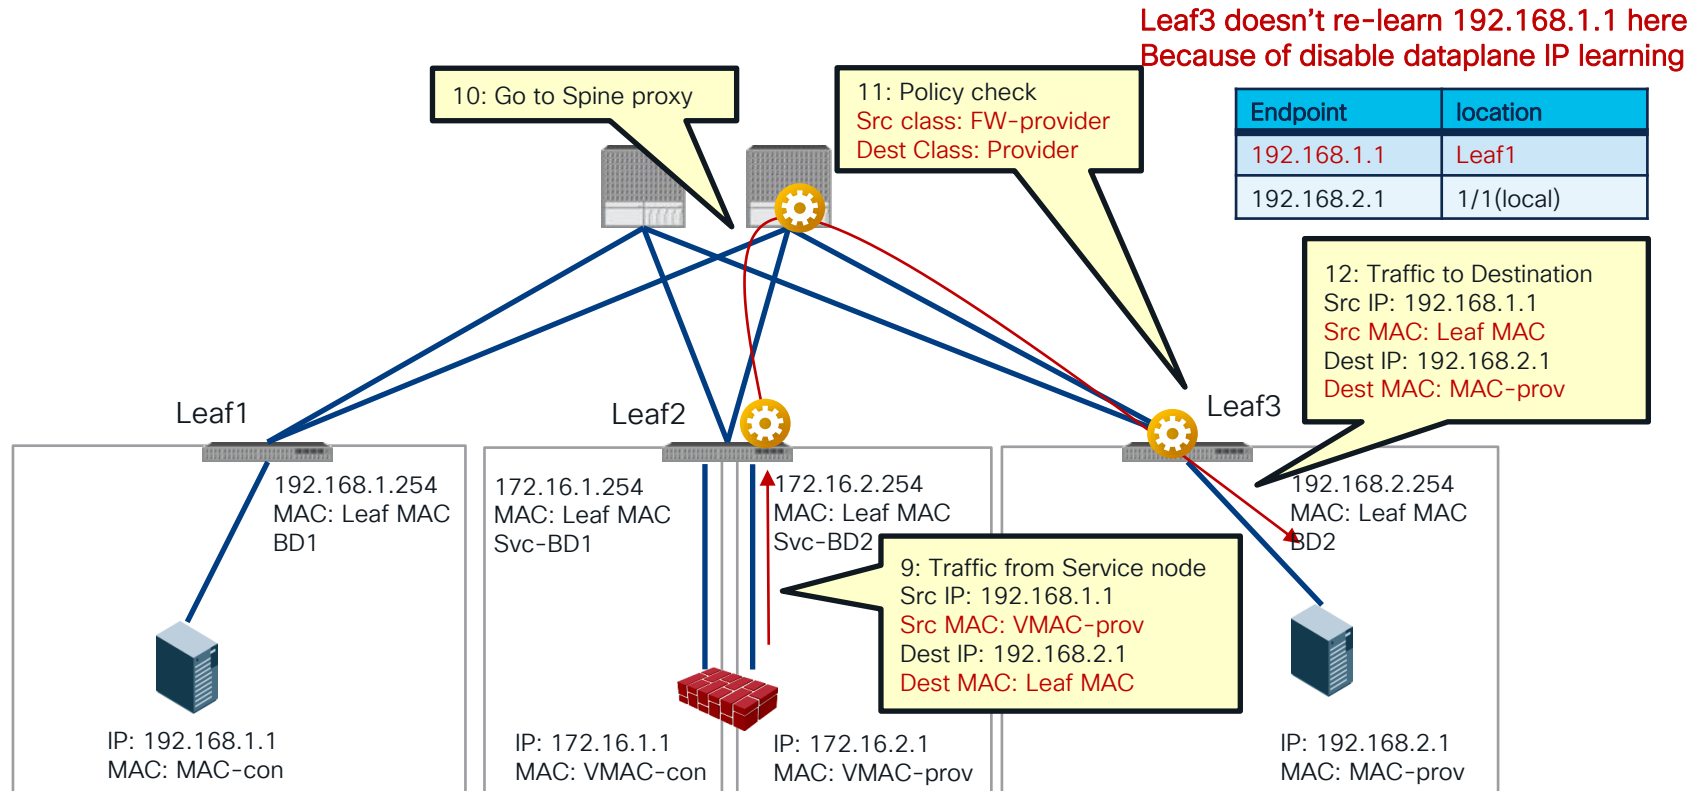 Leaf3 doesn't re-learn 192.168.1.1 here
Because of disable dataplane IP learning
10: Go to Spine proxy
11: Policy check
Src class: FW-provider
Dest Class: Provider
Endpoint location
192.168.1.1 Leaf1
192.168.2.1 1/1(local)
12: Traffic to Destination
Src IP: 192.168.1.1
Src MAC: Leaf MAC
Dest IP: 192.168.2.1
Dest MAC: MAC-prov
Leaf1
Leaf2
Leaf3
192.168.1.254
MAC: Leaf MAC
BD1
172.16.1.254
MAC: Leaf MAC
Svc-BD1
172.16.2.254
MAC: Leaf MAC
Svc-BD2
192.168.2.254
MAC: Leaf MAC
BD2
9: Traffic from Service node
Src IP: 192.168.1.1
Src MAC: VMAC-prov
Dest IP: 192.168.2.1
Dest MAC: Leaf MAC
IP: 192.168.1.1
MAC: MAC-con
IP: 172.16.1.1
MAC: VMAC-con
IP: 172.16.2.1
MAC: VMAC-prov
IP: 192.168.2.1
MAC: MAC-prov